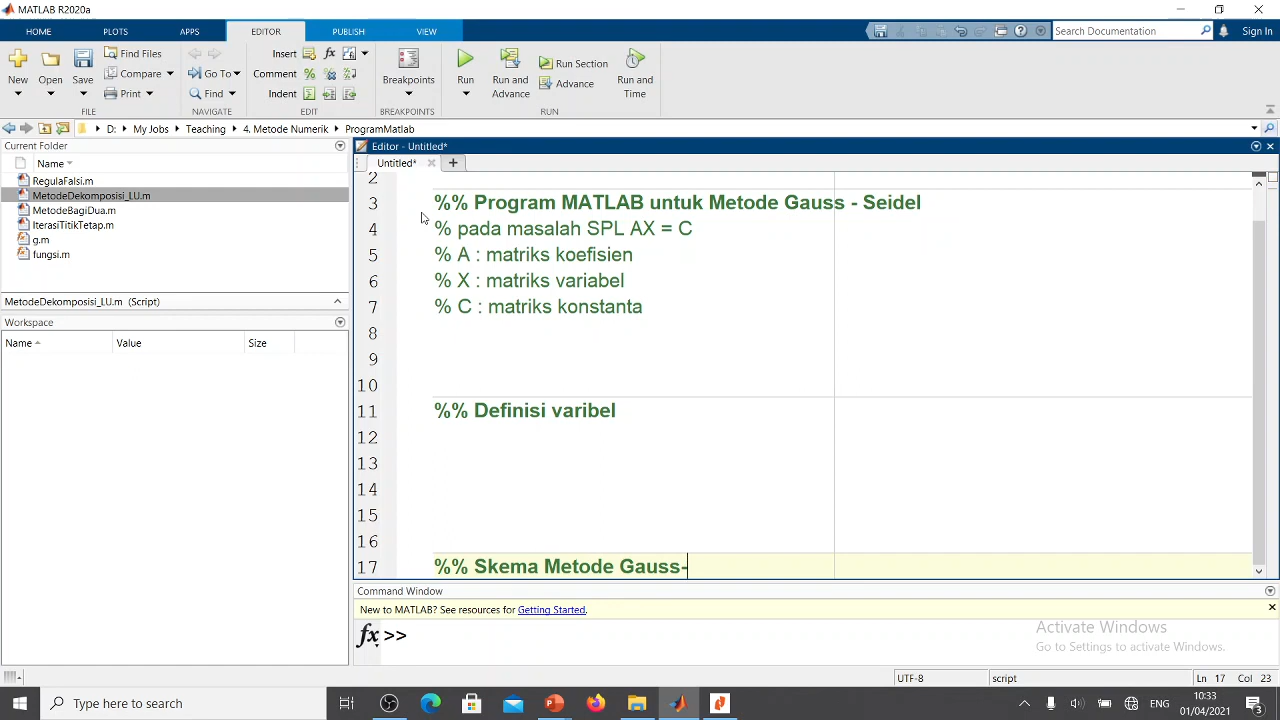 MATLAB R2020a
HOME PLOTS APPS EDITOR PUBLISH VIEW Search Documentation Sign In
New Open Save Find Files Compare Print Go To Find Insert Comment Indent Breakpoints Run Run and Advance Run Section Advance Run and Time
FILE NAVIGATE EDIT BREAKPOINTS RUN
D: My Jobs Teaching 4. Metode Numerik ProgramMatlab
Current Folder
Name
RegulaFalsi.m
MetodeDekomposisi_LU.m
MetodeBagiDua.m
IterasiTitikTetap.m
g.m
fungsi.m
MetodeDekomposisi_LU.m (Script)
Workspace
Name Value Size
Editor - Untitled*
Untitled*
2
3 %% Program MATLAB untuk Metode Gauss - Seidel
4 % pada masalah SPL AX = C
5 % A : matriks koefisien
6 % X : matriks variabel
7 % C : matriks konstanta
8
9
10
11 %% Definisi varibel
12
13
14
15
16
17 %% Skema Metode Gauss-
Command Window
New to MATLAB? See resources for Getting Started.
fx >>
Activate Windows
Go to Settings to activate Windows.
UTF-8 script Ln 17 Col 23
Type here to search
ENG 10:33
01/04/2021
3